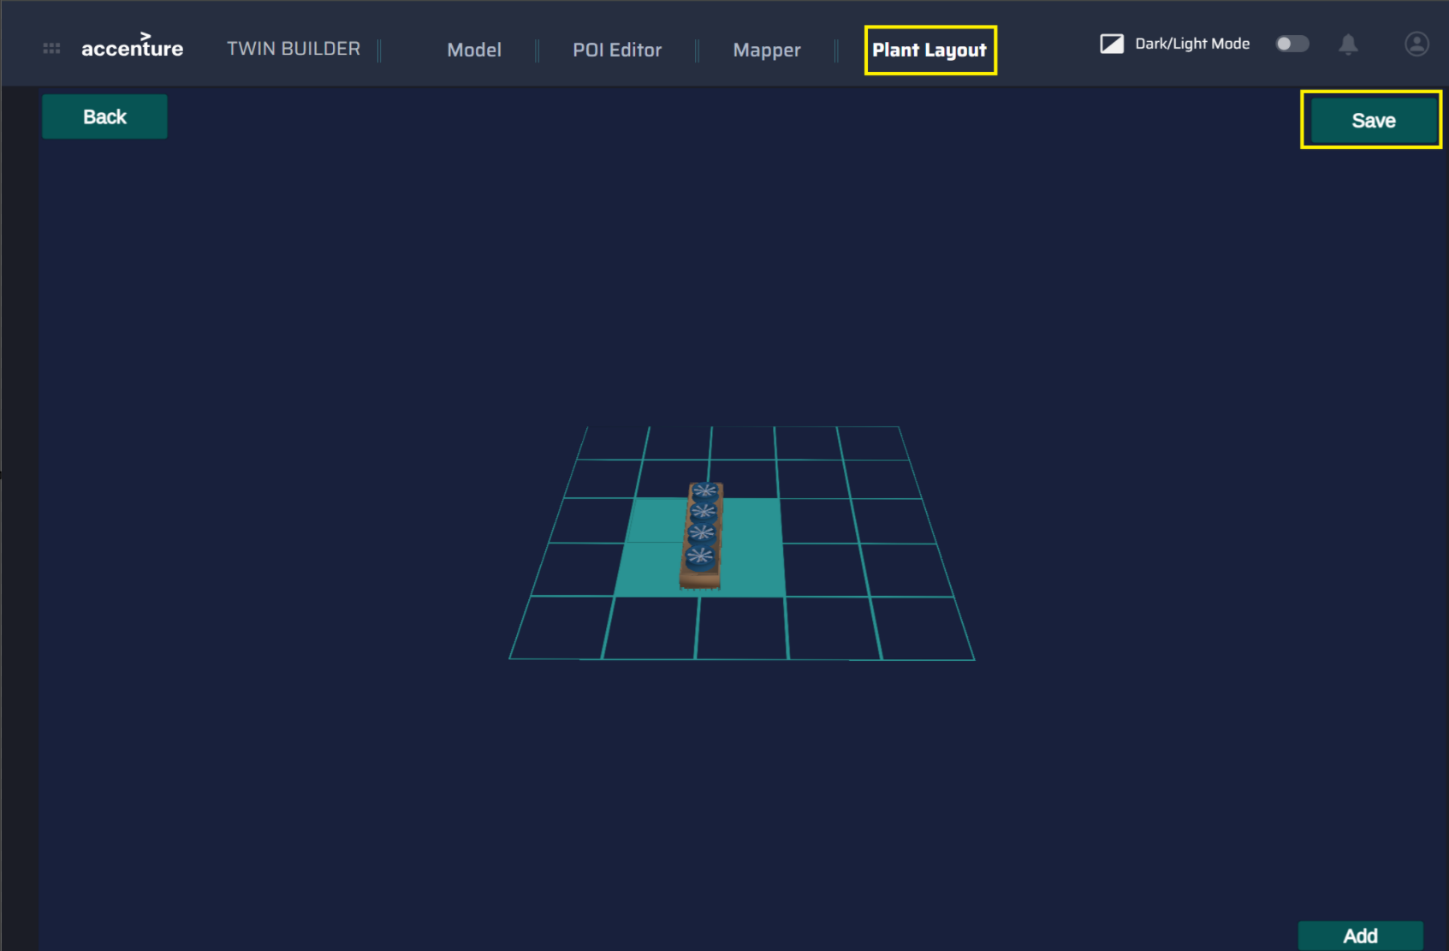 accenture
TWIN BUILDER
Model
POI Editor
Mapper
Plant Layout
Dark/Light Mode
Back
Save
Add